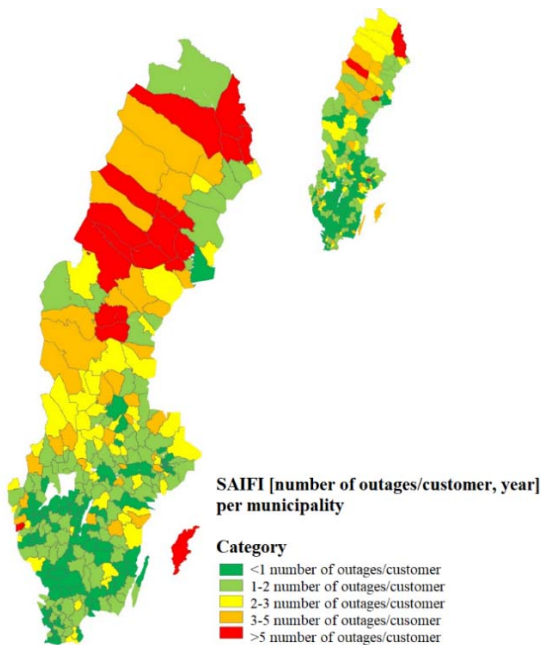 SAIFI [number of outages/customer, year]
per municipality
Category
<1 number of outages/customer
1-2 number of outages/customer
2-3 number of outages/customer
3-5 number of outages/cusomer
>5 number of outages/customer